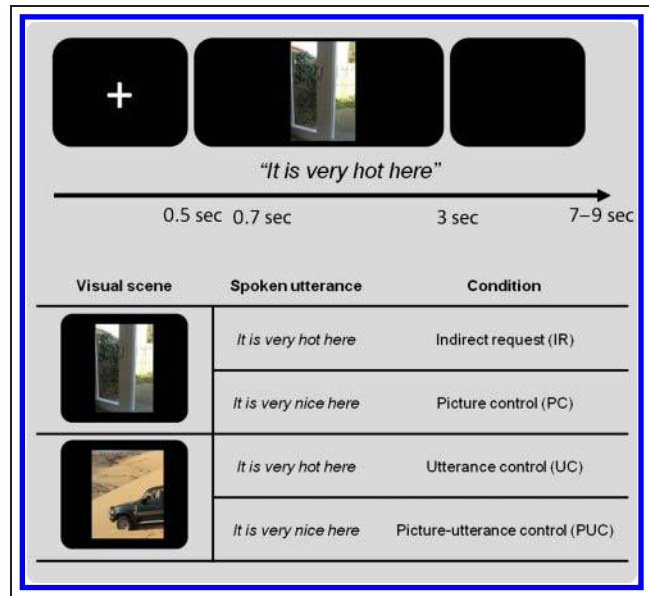 “It is very hot here”
0.5 sec 0.7 sec 3 sec 7–9 sec
Visual scene Spoken utterance Condition
It is very hot here Indirect request (IR)
It is very nice here Picture control (PC)
It is very hot here Utterance control (UC)
It is very nice here Picture-utterance control (PUC)